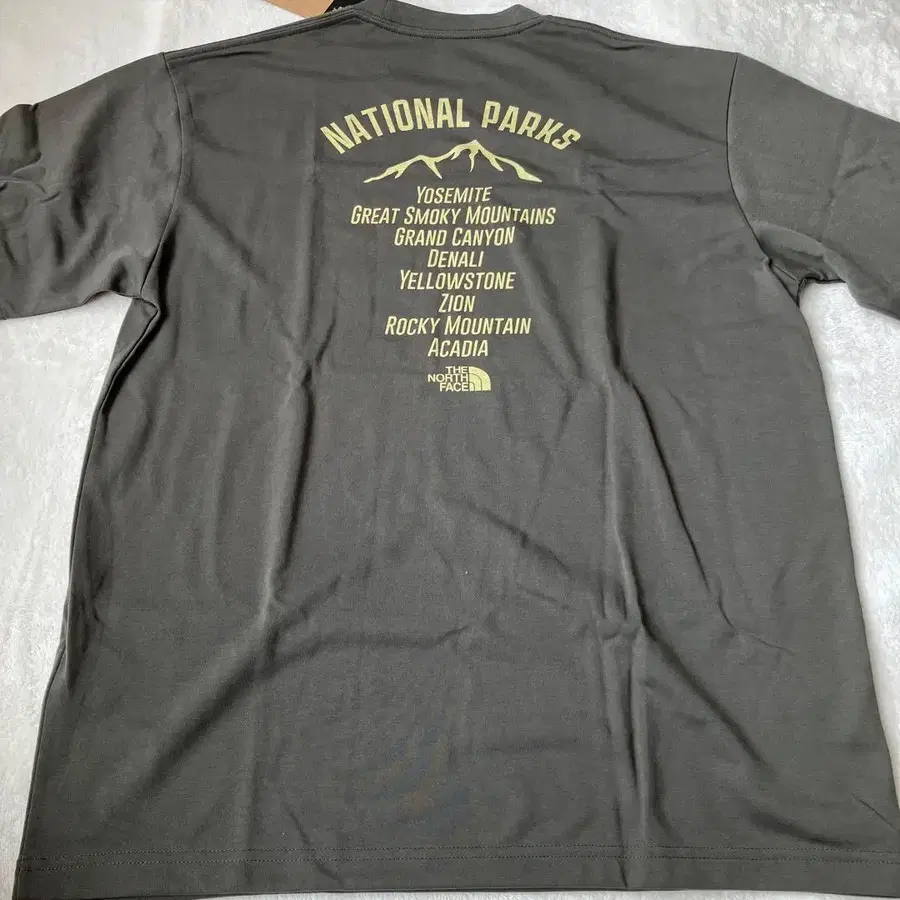 NATIONAL PARKS
YOSEMITE
GREAT SMOKY MOUNTAINS
GRAND CANYON
DENALI
YELLOWSTONE
ZION
ROCKY MOUNTAIN
ACADIA
THE
NORTH
FACE